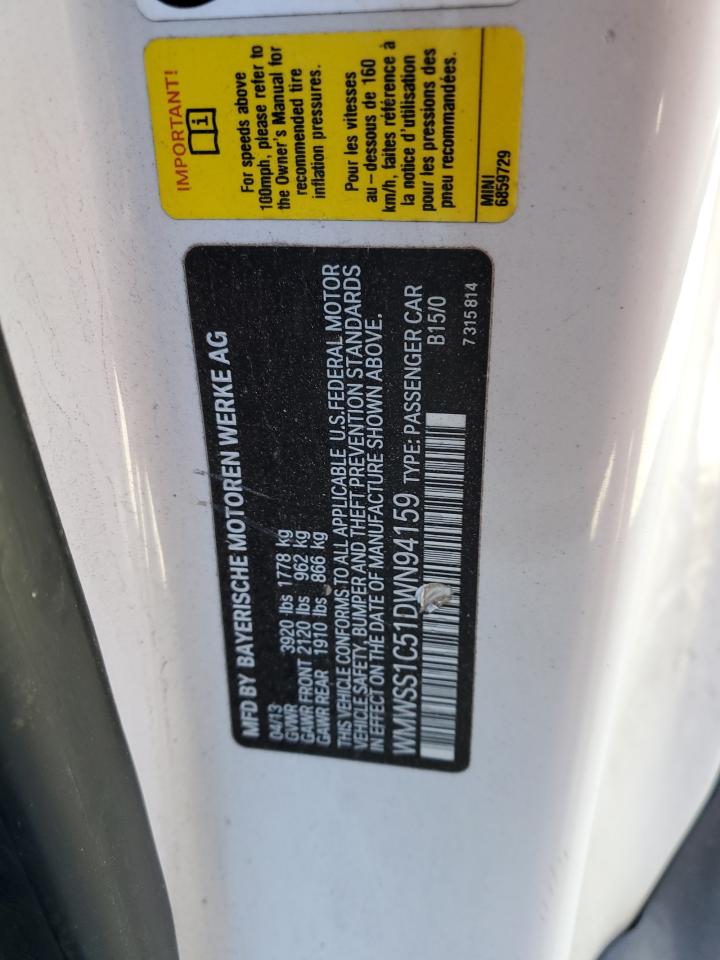 IMPORTANT!
i
For speeds above
100mph, please refer to
the Owner's Manual for
recommended tire
inflation pressures.
Pour les vitesses
au-dessous de 160
km/h, faites référence à
la notice d'utilisation
pour les pressions des
pneu recommandées.
MINI
6859729
MFD BY BAYERISCHE MOTOREN WERKE AG
04/13
GVWR 3920 lbs 1778 kg
GAWR FRONT 2120 lbs 962 kg
GAWR REAR 1910 lbs 866 kg
THIS VEHICLE CONFORMS TO ALL APPLICABLE U.S.FEDERAL MOTOR
VEHICLE SAFETY, BUMPER AND THEFT PREVENTION STANDARDS
IN EFFECT ON THE DATE OF MANUFACTURE SHOWN ABOVE.
WMWSS1C51DWN94159 TYPE: PASSENGER CAR
B15/0
7 315 814